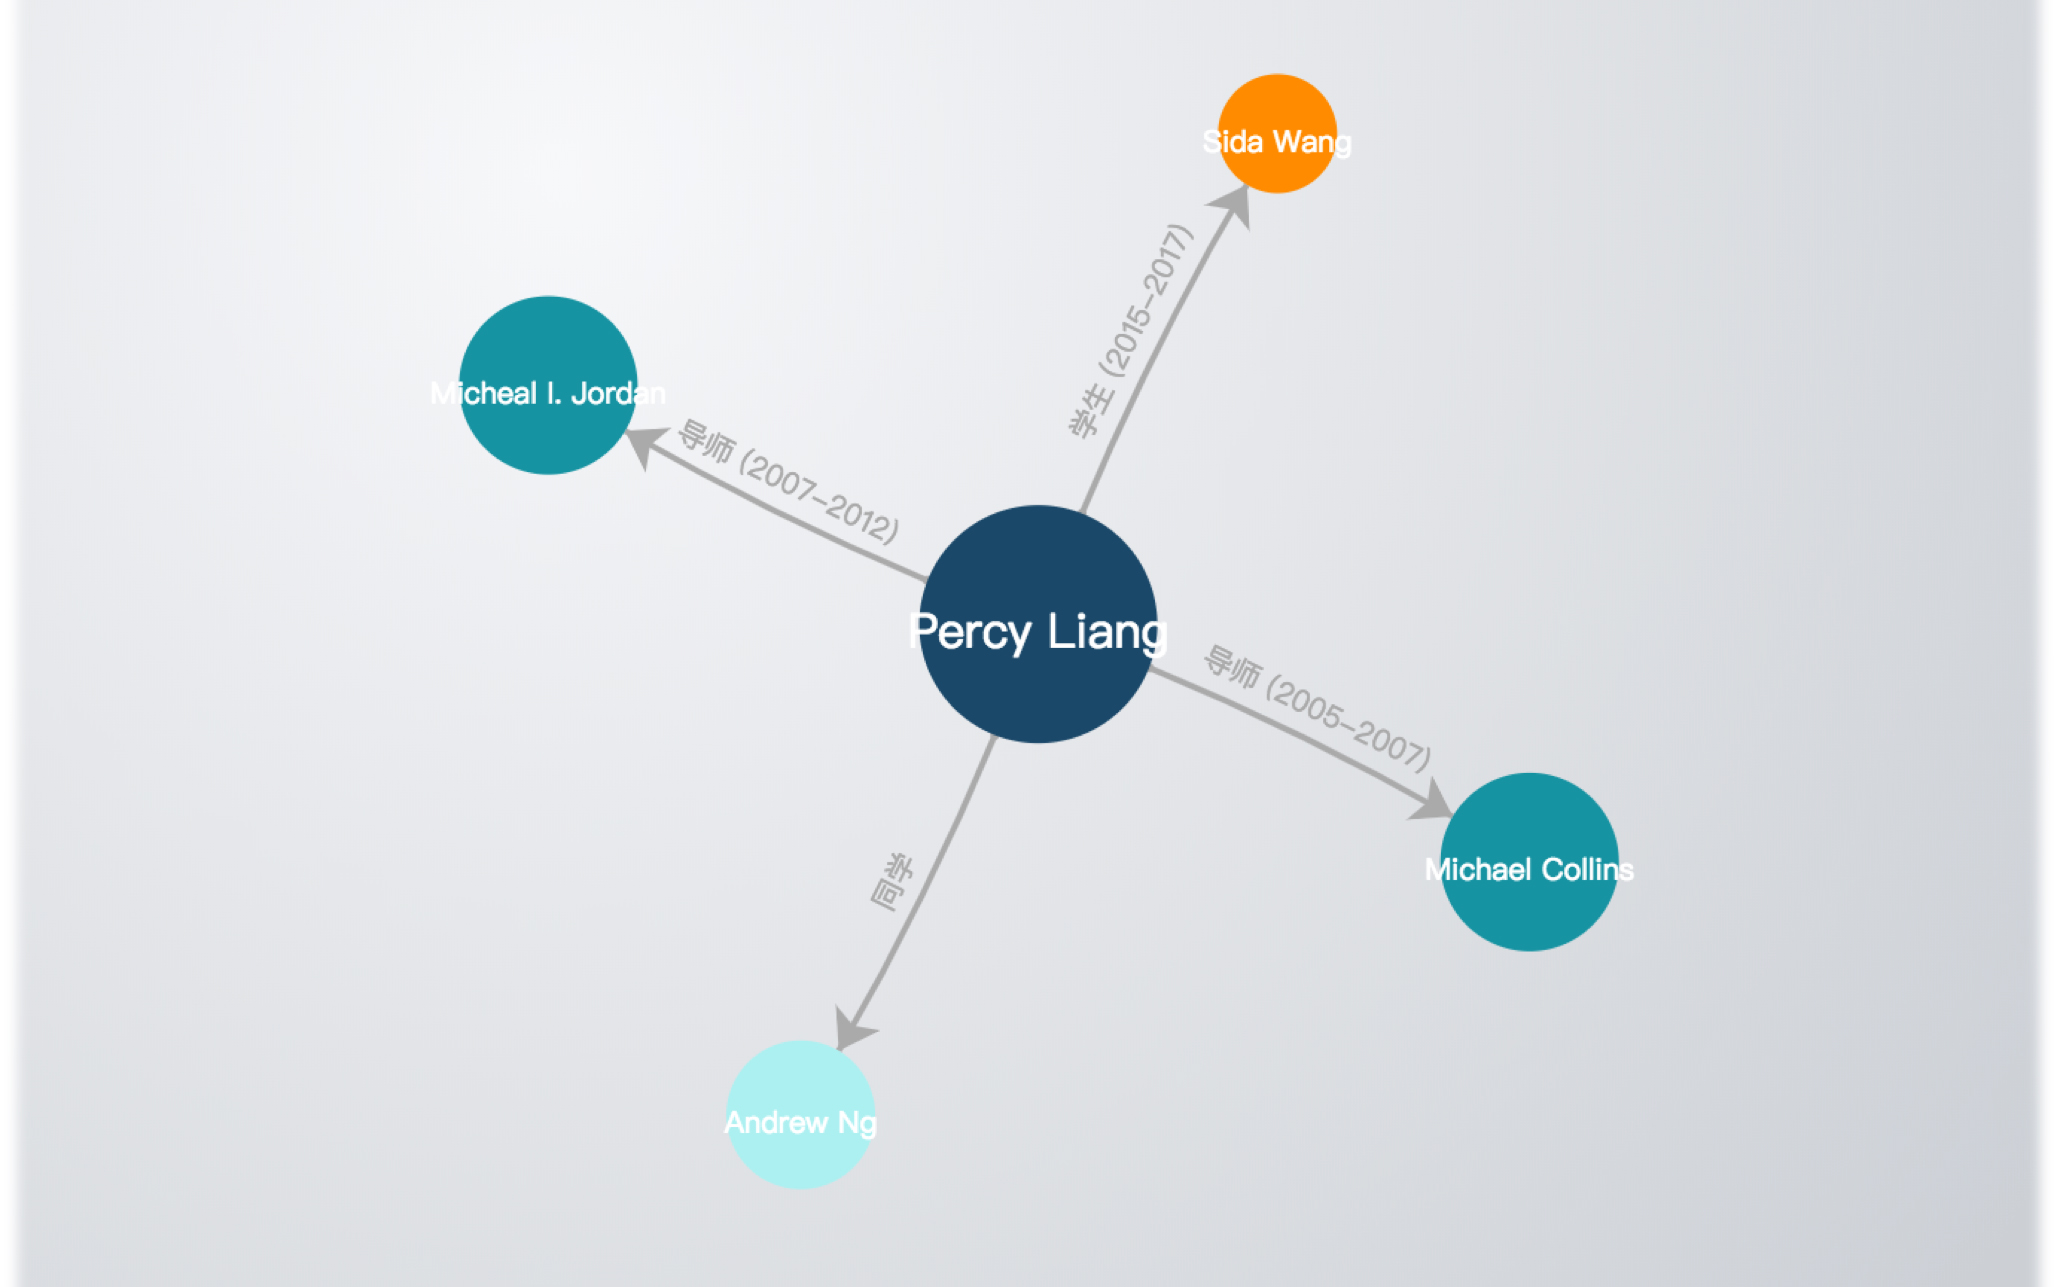 Sida Wang
学生 (2015-2017)
Micheal I. Jordan
导师 (2007-2012)
Percy Liang
导师 (2005-2007)
Michael Collins
同学
Andrew Ng